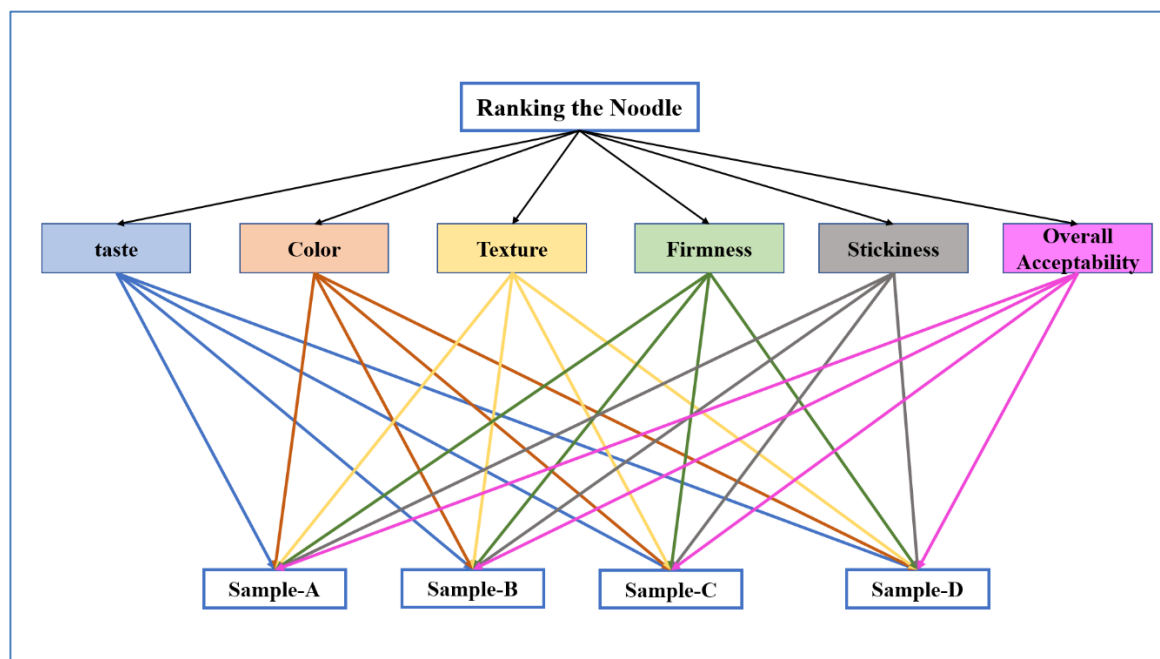 Ranking the Noodle
taste
Color
Texture
Firmness
Stickiness
Overall
Acceptability
Sample-A
Sample-B
Sample-C
Sample-D